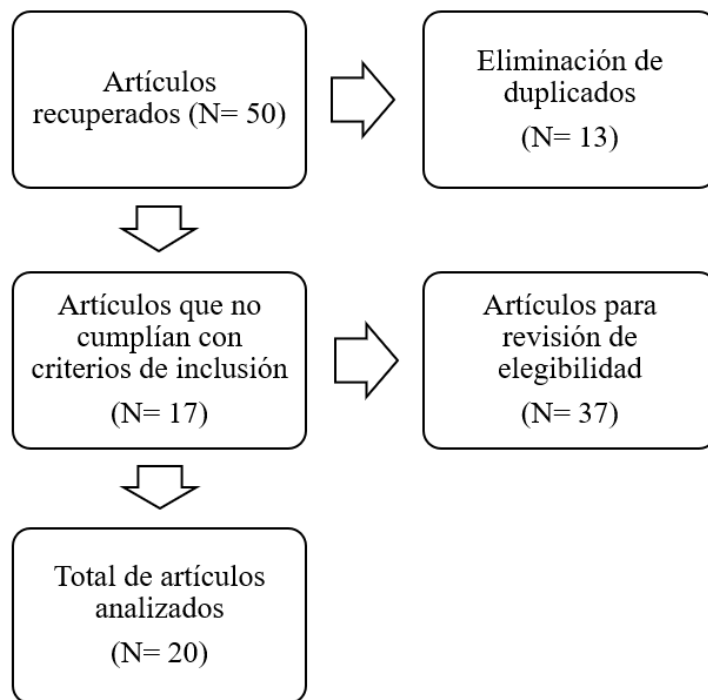 Artículos
recuperados (N= 50)
Eliminación de
duplicados
(N= 13)
Artículos que no
cumplían con
criterios de inclusión
(N= 17)
Artículos para
revisión de
elegibilidad
(N= 37)
Total de artículos
analizados
(N= 20)